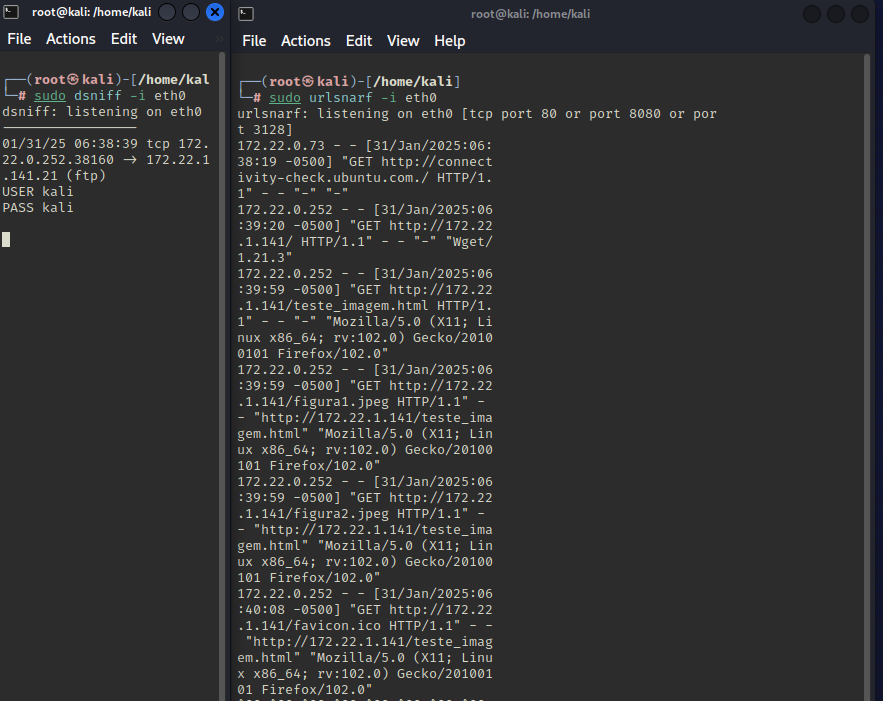 root@kali: /home/kali
File Actions Edit View
┌──(root㉿kali)-[/home/kal
└─# sudo dsniff -i eth0
dsniff: listening on eth0
-----------------
01/31/25 06:38:39 tcp 172.
22.0.252.38160 -> 172.22.1
.141.21 (ftp)
USER kali
PASS kali
root@kali: /home/kali
File Actions Edit View Help
┌──(root㉿kali)-[/home/kali]
└─# sudo urlsnarf -i eth0
urlsnarf: listening on eth0 [tcp port 80 or port 8080 or por
t 3128]
172.22.0.73 - - [31/Jan/2025:06:
38:19 -0500] "GET http://connect
ivity-check.ubuntu.com./ HTTP/1.
1" - - "-" "-"
172.22.0.252 - - [31/Jan/2025:06
:39:20 -0500] "GET http://172.22
.1.141/ HTTP/1.1" - - "-" "Wget/
1.21.3"
172.22.0.252 - - [31/Jan/2025:06
:39:59 -0500] "GET http://172.22
.1.141/teste_imagem.html HTTP/1.
1" - - "-" "Mozilla/5.0 (X11; Li
nux x86_64; rv:102.0) Gecko/2010
0101 Firefox/102.0"
172.22.0.252 - - [31/Jan/2025:06
:39:59 -0500] "GET http://172.22
.1.141/figura1.jpeg HTTP/1.1" -
- "http://172.22.1.141/teste_ima
gem.html" "Mozilla/5.0 (X11; Lin
ux x86_64; rv:102.0) Gecko/20100
101 Firefox/102.0"
172.22.0.252 - - [31/Jan/2025:06
:39:59 -0500] "GET http://172.22
.1.141/figura2.jpeg HTTP/1.1" -
- "http://172.22.1.141/teste_ima
gem.html" "Mozilla/5.0 (X11; Lin
ux x86_64; rv:102.0) Gecko/20100
101 Firefox/102.0"
172.22.0.252 - - [31/Jan/2025:06
:40:08 -0500] "GET http://172.22
.1.141/favicon.ico HTTP/1.1" - -
"http://172.22.1.141/teste_imag
em.html" "Mozilla/5.0 (X11; Linu
x x86_64; rv:102.0) Gecko/201001
01 Firefox/102.0"